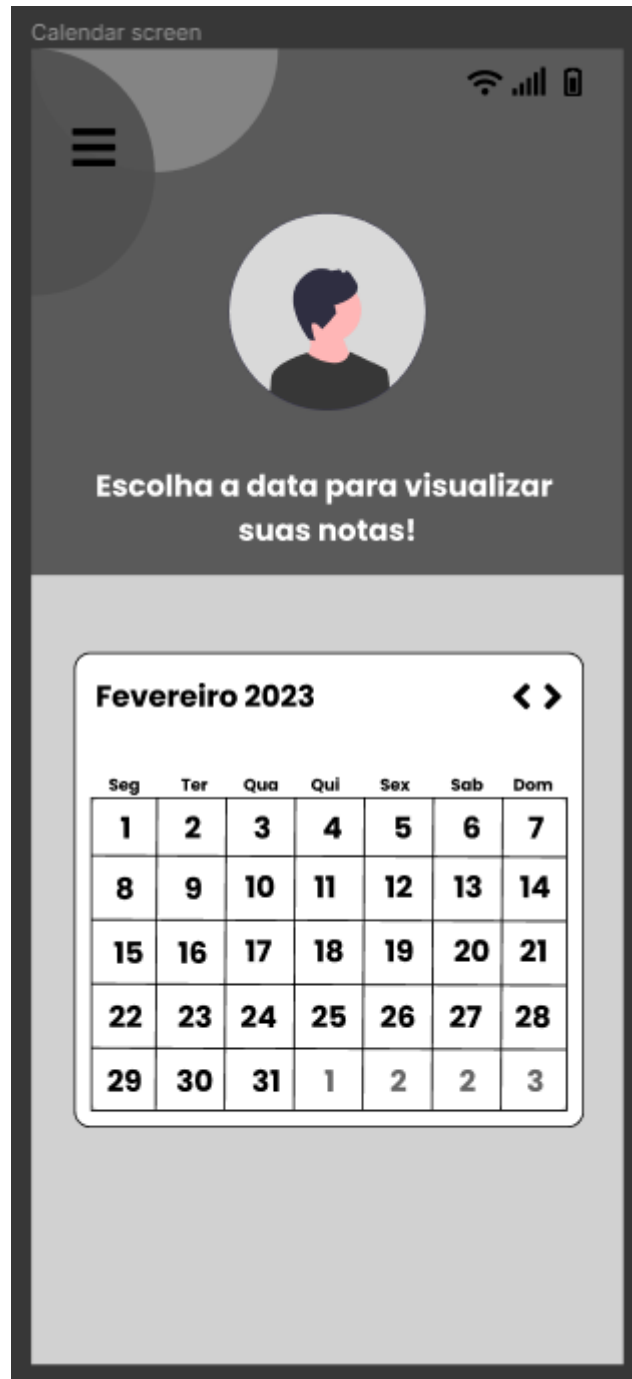 Calendar screen
Escolha a data para visualizar
suas notas!
Fevereiro 2023
Seg Ter Qua Qui Sex Sab Dom
1 2 3 4 5 6 7
8 9 10 11 12 13 14
15 16 17 18 19 20 21
22 23 24 25 26 27 28
29 30 31 1 2 2 3